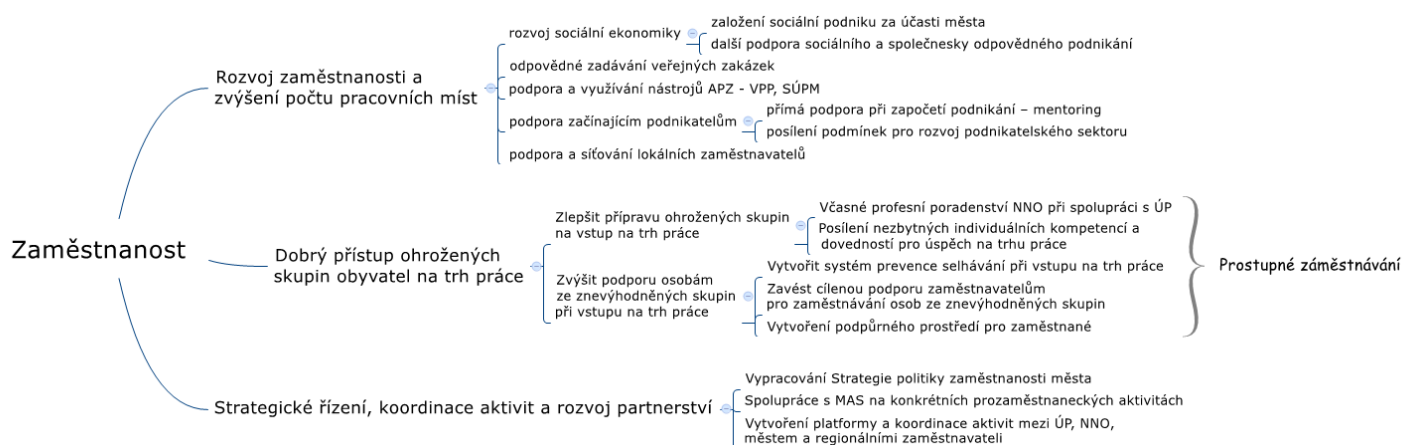 Zaměstnanost
Rozvoj zaměstnanosti a
zvýšení počtu pracovních míst
rozvoj sociální ekonomiky
založení sociální podniku za účasti města
další podpora sociálního a společnesky odpovědného podnikání
odpovědné zadávání veřejných zakázek
podpora a využívání nástrojů APZ - VPP, SÚPM
podpora začínajícím podnikatelům
přímá podpora při započetí podnikání – mentoring
posílení podmínek pro rozvoj podnikatelského sektoru
podpora a síťování lokálních zaměstnavatelů
Dobrý přístup ohrožených
skupin obyvatel na trh práce
Zlepšit přípravu ohrožených skupin
na vstup na trh práce
Včasné profesní poradenství NNO při spolupráci s ÚP
Posílení nezbytných individuálních kompetencí a
dovedností pro úspěch na trhu práce
Zvýšit podporu osobám
ze znevýhodněných skupin
při vstupu na trh práce
Vytvořit systém prevence selhávání při vstupu na trh práce
Zavést cílenou podporu zaměstnavatelům
pro zaměstnávání osob ze znevýhodněných skupin
Vytvoření podpůrného prostředí pro zaměstnané
Prostupné záměstnávání
Strategické řízení, koordinace aktivit a rozvoj partnerství
Vypracování Strategie politiky zaměstnanosti města
Spolupráce s MAS na konkrétních prozaměstnaneckých aktivitách
Vytvoření platformy a koordinace aktivit mezi ÚP, NNO,
městem a regionálními zaměstnavateli